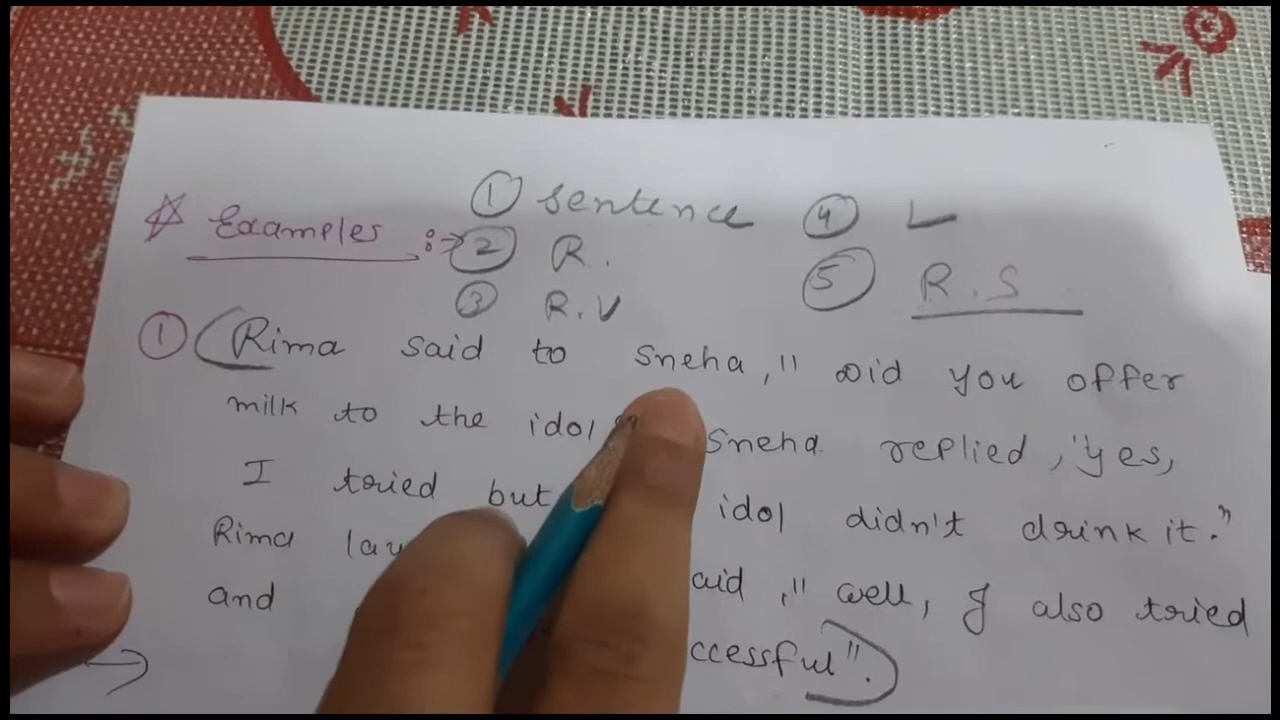 ☆ Examples :→
① Sentence
② R.
③ R.V
④ L
⑤ R.S
① Rima said to Sneha," Did you offer
milk to the idol Sneha replied,"yes,
I tried but idol didn't drink it."
Rima aid ," well, I also tried
and ccessful".
→